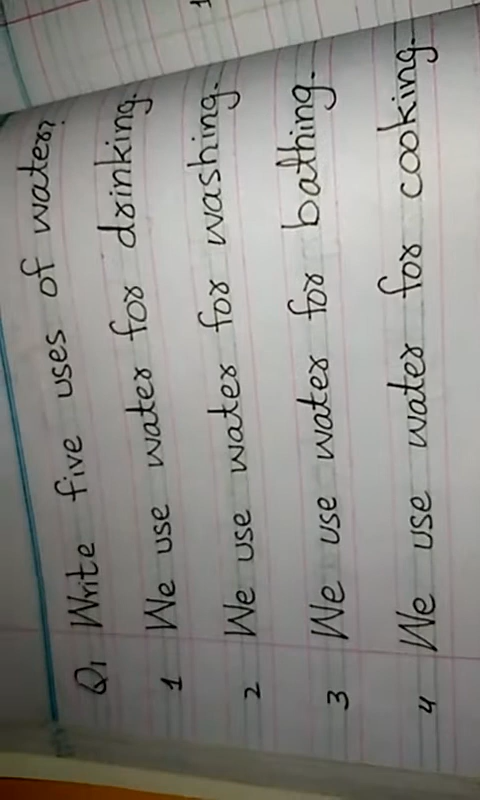 Q1 Write five uses of water?
1 We use water for drinking.
2 We use water for washing.
3 We use water for bathing.
4 We use water for cooking.